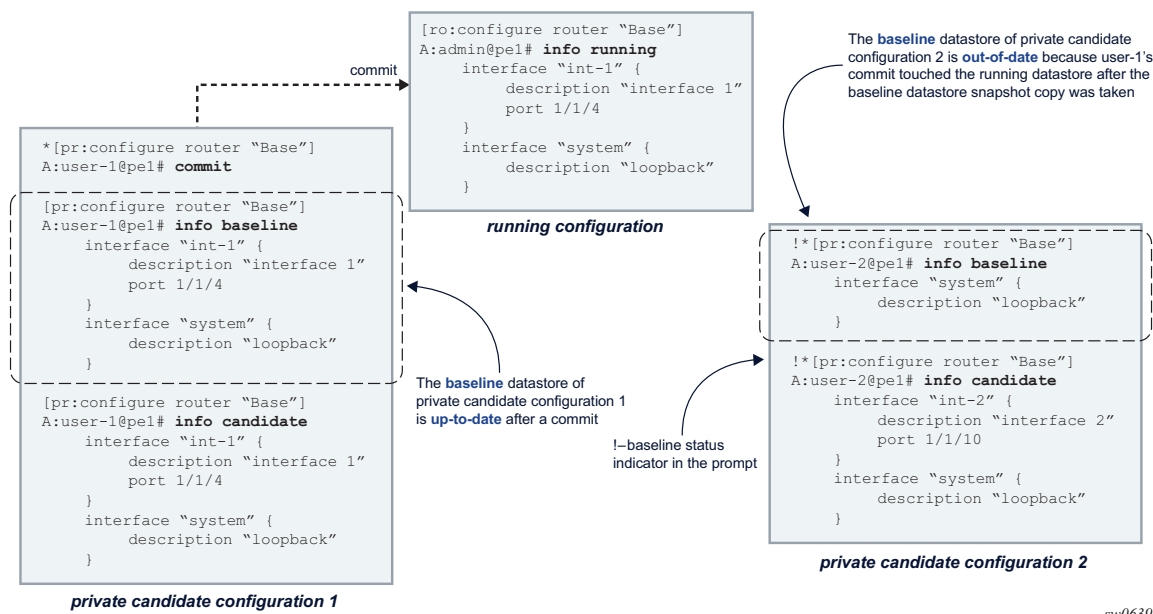 commit
*[pr:configure router “Base”]
A:user-1@pe1# commit
[pr:configure router “Base”]
A:user-1@pe1# info baseline
interface “int-1” {
description “interface 1”
port 1/1/4
}
interface “system” {
description “loopback”
}
[pr:configure router “Base”]
A:user-1@pe1# info candidate
interface “int-1” {
description “interface 1”
port 1/1/4
}
interface “system” {
description “loopback”
}
private candidate configuration 1
[ro:configure router “Base”]
A:admin@pe1# info running
interface “int-1” {
description “interface 1”
port 1/1/4
}
interface “system” {
description “loopback”
}
running configuration
The baseline datastore of
private candidate configuration 1
is up-to-date after a commit
The baseline datastore of private candidate
configuration 2 is out-of-date because user-1’s
commit touched the running datastore after the
baseline datastore snapshot copy was taken
!*[pr:configure router “Base”]
A:user-2@pe1# info baseline
interface “system” {
description “loopback”
}
!*[pr:configure router “Base”]
A:user-2@pe1# info candidate
interface “int-2” {
description “interface 2”
port 1/1/10
}
interface “system” {
description “loopback”
}
!–baseline status
indicator in the prompt
private candidate configuration 2
sw0639